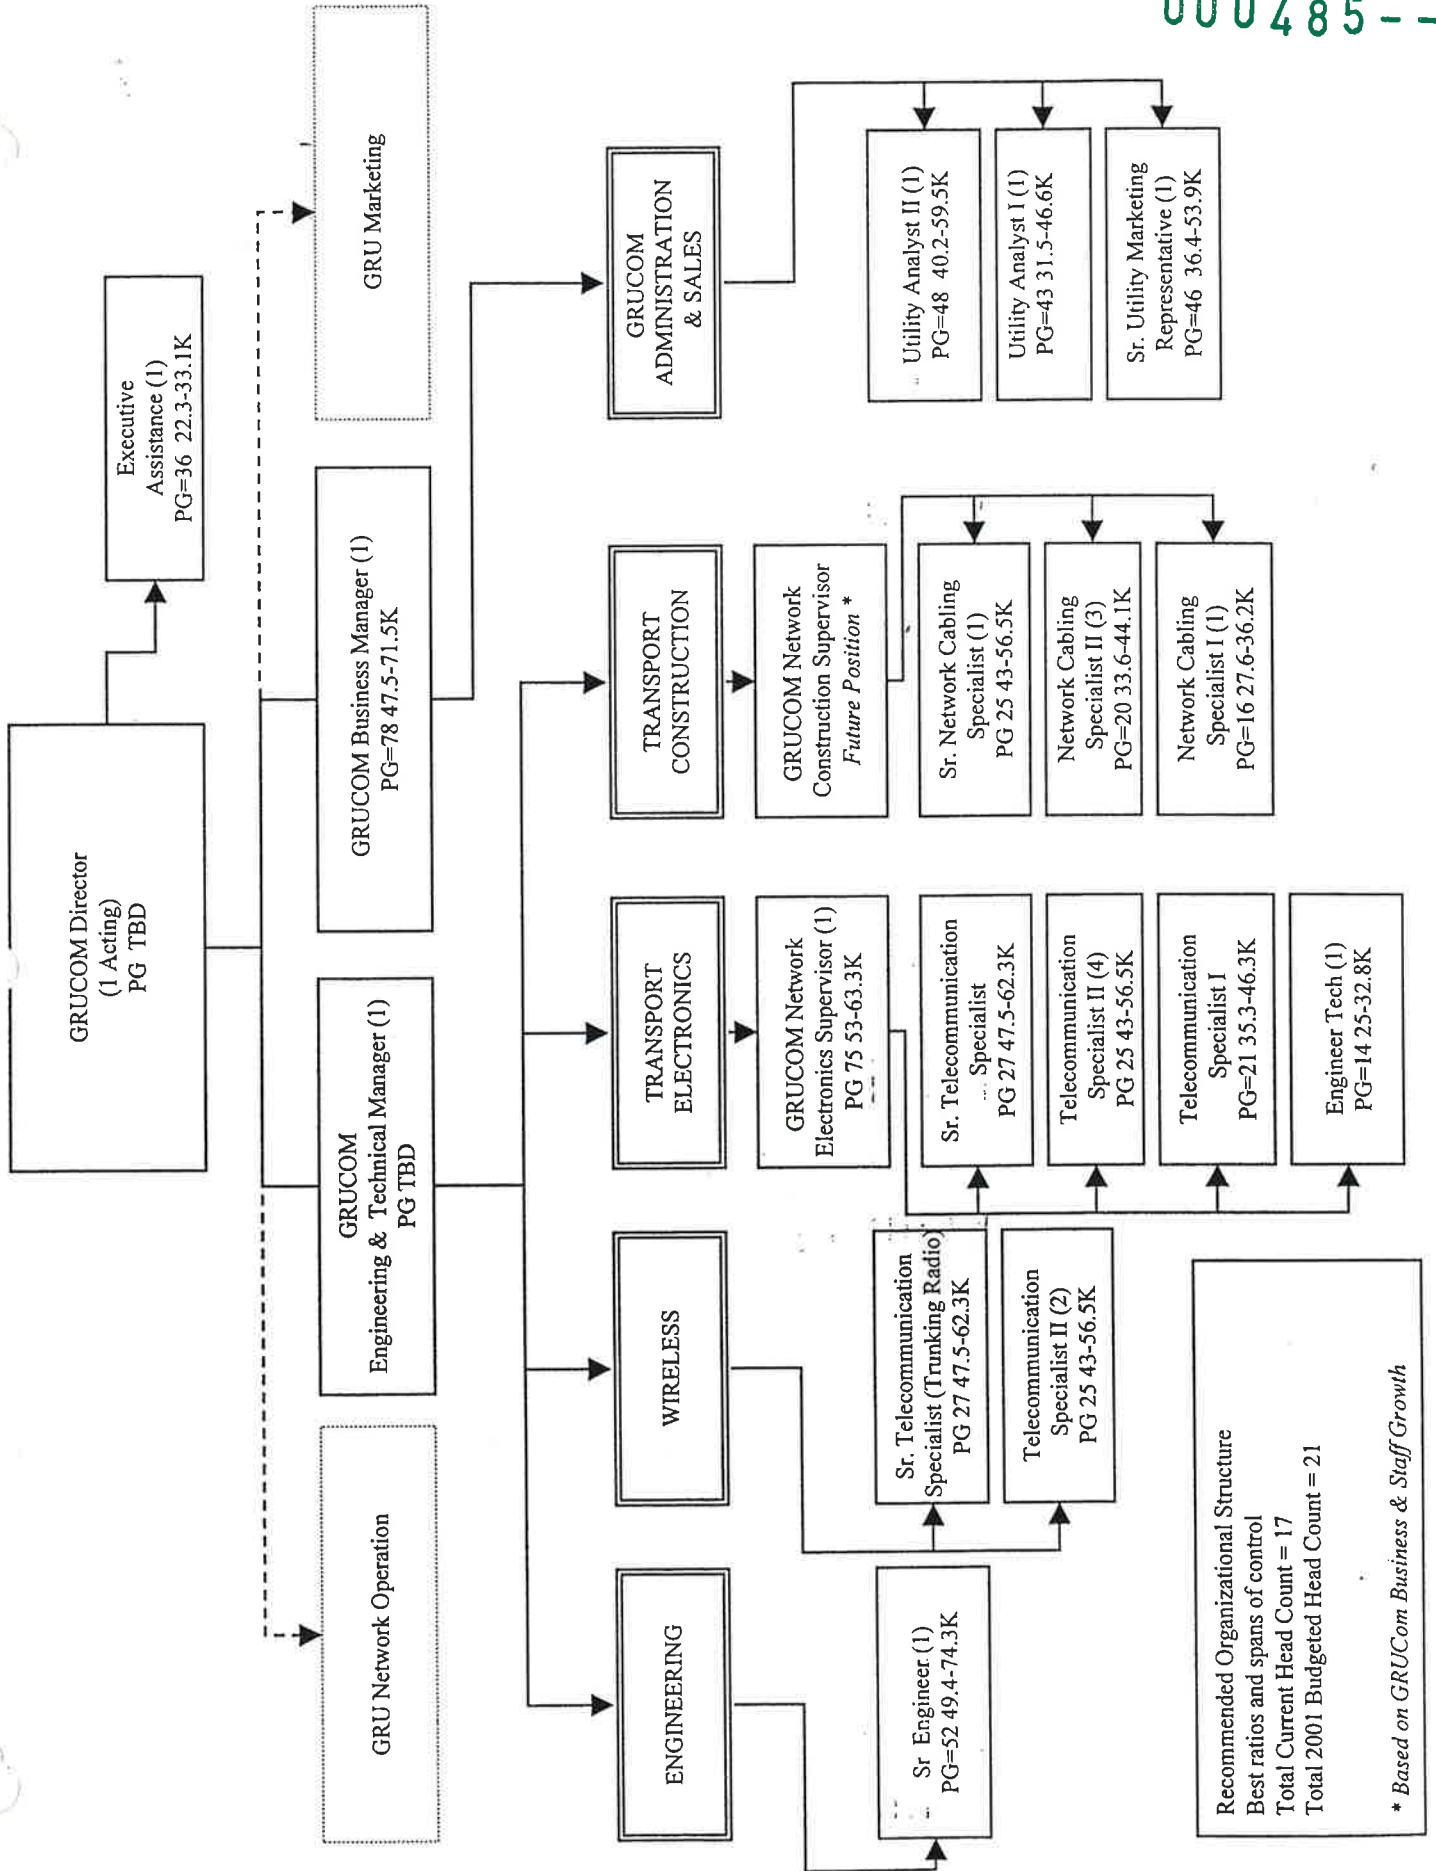 000485--
GRUCOM Director
(1 Acting)
PG TBD
Executive
Assistance (1)
PG=36 22.3-33.1K
GRU Network Operation
GRUCOM
Engineering & Technical Manager (1)
PG TBD
GRUCOM Business Manager (1)
PG=78 47.5-71.5K
GRU Marketing
ENGINEERING
WIRELESS
TRANSPORT
ELECTRONICS
TRANSPORT
CONSTRUCTION
GRUCOM
ADMINISTRATION
& SALES
Sr Engineer (1)
PG=52 49.4-74.3K
Sr. Telecommunication
Specialist (Trunking Radio)
PG 27 47.5-62.3K
Telecommunication
Specialist II (2)
PG 25 43-56.5K
GRUCOM Network
Electronics Supervisor (1)
PG 75 53-63.3K
Sr. Telecommunication
Specialist
PG 27 47.5-62.3K
Telecommunication
Specialist II (4)
PG 25 43-56.5K
Telecommunication
Specialist I
PG=21 35.3-46.3K
Engineer Tech (1)
PG=14 25-32.8K
GRUCOM Network
Construction Supervisor
Future Position *
Sr. Network Cabling
Specialist (1)
PG 25 43-56.5K
Network Cabling
Specialist II (3)
PG=20 33.6-44.1K
Network Cabling
Specialist I (1)
PG=16 27.6-36.2K
Utility Analyst II (1)
PG=48 40.2-59.5K
Utility Analyst I (1)
PG=43 31.5-46.6K
Sr. Utility Marketing
Representative (1)
PG=46 36.4-53.9K
Recommended Organizational Structure
Best ratios and spans of control
Total Current Head Count = 17
Total 2001 Budgeted Head Count = 21
* Based on GRUCom Business & Staff Growth